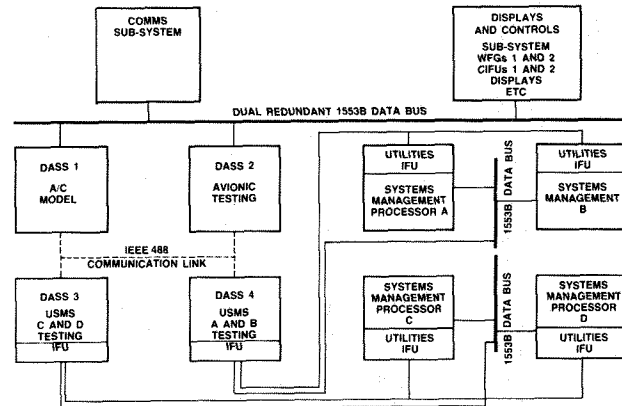 COMMS
SUB-SYSTEM
DISPLAYS
AND CONTROLS
SUB-SYSTEM
WFGs 1 AND 2
CIFUs 1 AND 2
DISPLAYS
ETC
DUAL REDUNDANT 1553B DATA BUS
DASS 1
A/C
MODEL
DASS 2
AVIONIC
TESTING
UTILITIES
IFU
SYSTEMS
MANAGEMENT
PROCESSOR A
1553B DATA BUS
UTILITIES
IFU
SYSTEMS
MANAGEMENT
B
IEEE 488
COMMUNICATION LINK
DASS 3
USMS
C AND D
TESTING
IFU
DASS 4
USMS
A AND B
TESTING
IFU
SYSTEMS
MANAGEMENT
PROCESSOR
C
UTILITIES
IFU
1553B DATA BUS
SYSTEMS
MANAGEMENT
PROCESSOR
D
UTILITIES
IFU